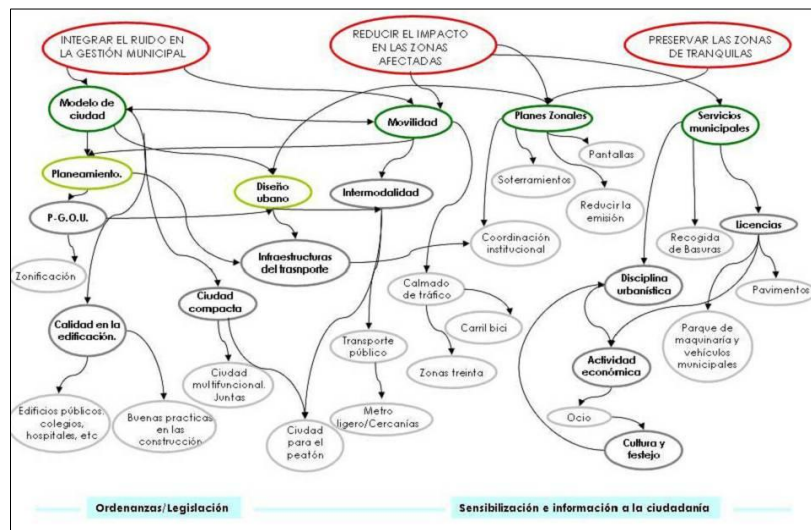 INTEGRAR EL RUIDO EN
LA GESTIÓN MUNICIPAL
REDUCIR EL IMPACTO
EN LAS ZONAS
AFECTADAS
PRESERVAR LAS ZONAS
DE TRANQUILAS
Modelo de
ciudad
Movilidad
Planes Zonales
Servicios
municipales
Planeamiento.
Diseño
ubano
Intermodalidad
Soterramientos
Pantallas
Reducir la
emisión
P-G.O.U.
Licencias
Zonificación
Infraestructuras
del trasnporte
Coordinación
institucional
Recogida
de Basuras
Disciplina
urbanística
Pavimentos
Ciudad
compacta
Calmado
de tráfico
Calidad en la
edificación.
Transporte
público
Carril bici
Zonas treinta
Parque de
maquinaría y
vehículos
municipales
Actividad
económica
Ciudad
multifuncional.
Juntas
Edificios públicos,
colegios,
hospitales, etc
Buenas practicas
en las
construcción
Ciudad
para el
peatón
Metro
ligero/Cercanías
Ocio
Cultura y
festejo
Ordenanzas/Legislación
Sensibilización e información a la ciudadanía